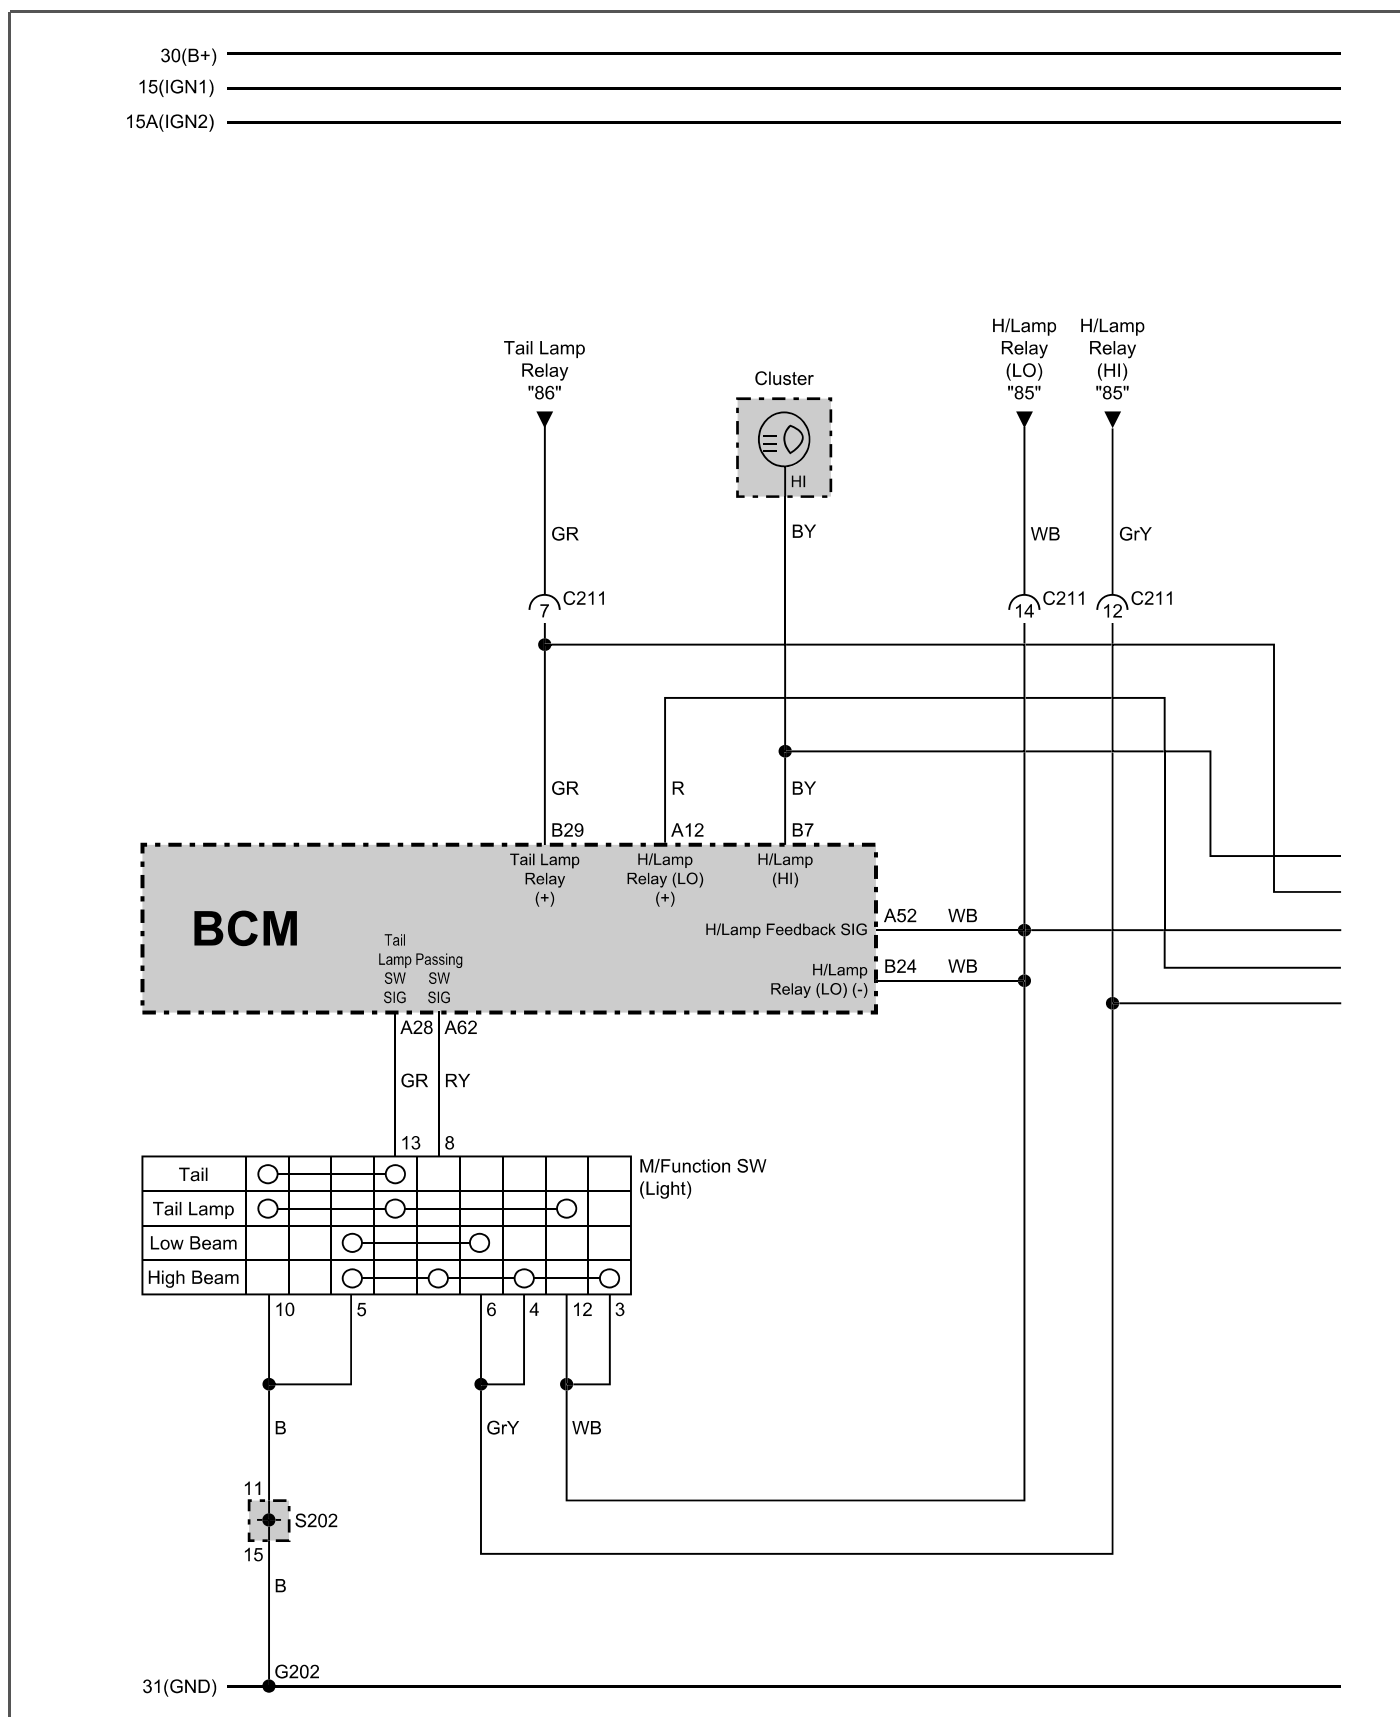 30(B+)
15(IGN1)
15A(IGN2)
H/Lamp
Relay
(LO)
"85"
H/Lamp
Relay
(HI)
"85"
Tail Lamp
Relay
"86"
Cluster
HI
GR
BY
WB
GrY
7
C211
14
C211
12
C211
GR
R
BY
B29
A12
B7
Tail Lamp
Relay
(+)
H/Lamp
Relay (LO)
(+)
H/Lamp
(HI)
BCM
H/Lamp Feedback SIG
A52
WB
H/Lamp
Relay (LO) (-)
B24
WB
Tail
Lamp
SW
SIG
Passing
SW
SIG
A28
A62
GR
RY
13
8
M/Function SW
(Light)
Tail
Tail Lamp
Low Beam
High Beam
10
5
6
4
12
3
B
GrY
WB
11
S202
15
B
G202
31(GND)